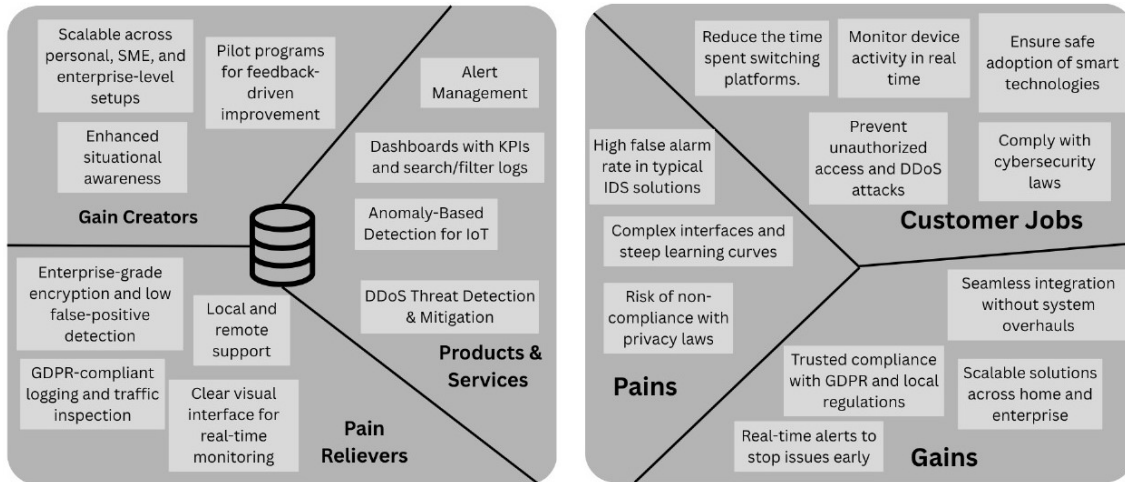 Scalable across
personal, SME, and
enterprise-level
setups
Pilot programs
for feedback-
driven
improvement
Enhanced
situational
awareness
Gain Creators
Alert
Management
Dashboards with KPIs
and search/filter logs
Anomaly-Based
Detection for IoT
DDoS Threat Detection
& Mitigation
Products &
Services
Enterprise-grade
encryption and low
false-positive
detection
Local and
remote
support
GDPR-compliant
logging and traffic
inspection
Clear visual
interface for
real-time
monitoring
Pain
Relievers
Reduce the time
spent switching
platforms.
Monitor device
activity in real
time
Ensure safe
adoption of smart
technologies
Prevent
unauthorized
access and DDoS
attacks
Comply with
cybersecurity
laws
Customer Jobs
High false alarm
rate in typical
IDS solutions
Complex interfaces and
steep learning curves
Risk of non-
compliance with
privacy laws
Pains
Seamless integration
without system
overhauls
Trusted compliance
with GDPR and local
regulations
Scalable solutions
across home and
enterprise
Real-time alerts to
stop issues early
Gains